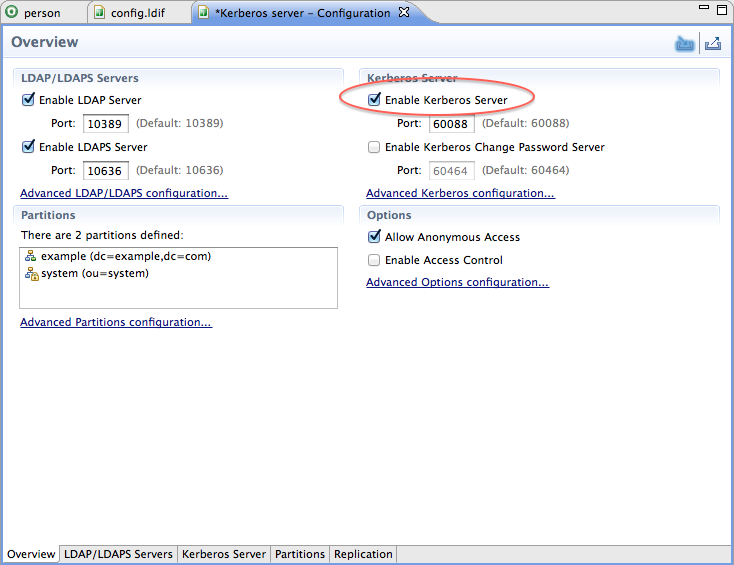 person
config.ldif
*Kerberos server – Configuration
Overview
LDAP/LDAPS Servers
Enable LDAP Server
Port: 10389 (Default: 10389)
Enable LDAPS Server
Port: 10636 (Default: 10636)
Advanced LDAP/LDAPS configuration...
Kerberos Server
Enable Kerberos Server
Port: 60088 (Default: 60088)
Enable Kerberos Change Password Server
Port: 60464 (Default: 60464)
Advanced Kerberos configuration...
Partitions
There are 2 partitions defined:
example (dc=example,dc=com)
system (ou=system)
Advanced Partitions configuration...
Options
Allow Anonymous Access
Enable Access Control
Advanced Options configuration...
Overview
LDAP/LDAPS Servers
Kerberos Server
Partitions
Replication